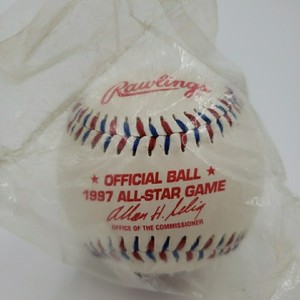 Rawlings
★ OFFICIAL BALL ★
1997 ALL-STAR GAME
Allan H. Selig
OFFICE OF THE COMMISSIONER